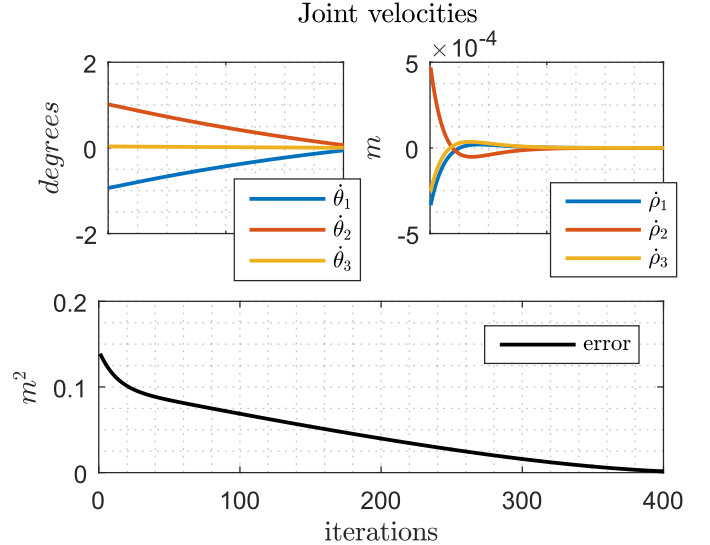 Joint velocities
2
0
-2
degrees
θ̇₁
θ̇₂
θ̇₃
×10⁻⁴
5
0
-5
m
ρ̇₁
ρ̇₂
ρ̇₃
0.2
0.1
0
m²
error
0 100 200 300 400
iterations